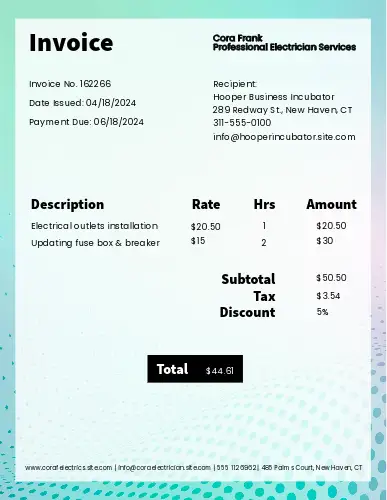 Invoice
Cora Frank
Professional Electrician Services
Invoice No. 162266
Date Issued: 04/18/2024
Payment Due: 06/18/2024
Recipient:
Hooper Business Incubator
289 Redway St., New Haven, CT
311-555-0100
info@hooperincubator.site.com
Description Rate Hrs Amount
Electrical outlets installation $20.50 1 $20.50
Updating fuse box & breaker $15 2 $30
Subtotal $50.50
Tax $3.54
Discount 5%
Total $44.61
www.corafelectrics.site.com | info@coraelectrician.site.com | 555 1126962 | 485 Palms Court, New Haven, CT